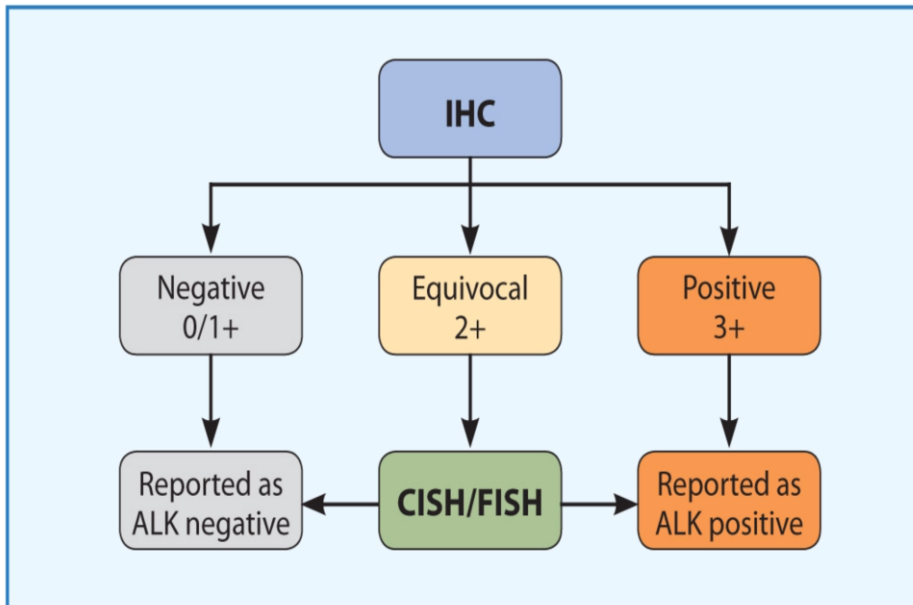 IHC
Negative
0/1+
Equivocal
2+
Positive
3+
Reported as
ALK negative
CISH/FISH
Reported as
ALK positive